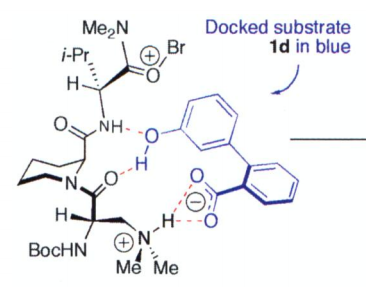 Me₂N
Br
i-Pr
⊕
O
H
Docked substrate
1d in blue
O
NH
O
H
N
O
O
⊖
O
H
H
BocHN
⊕
N
Me Me